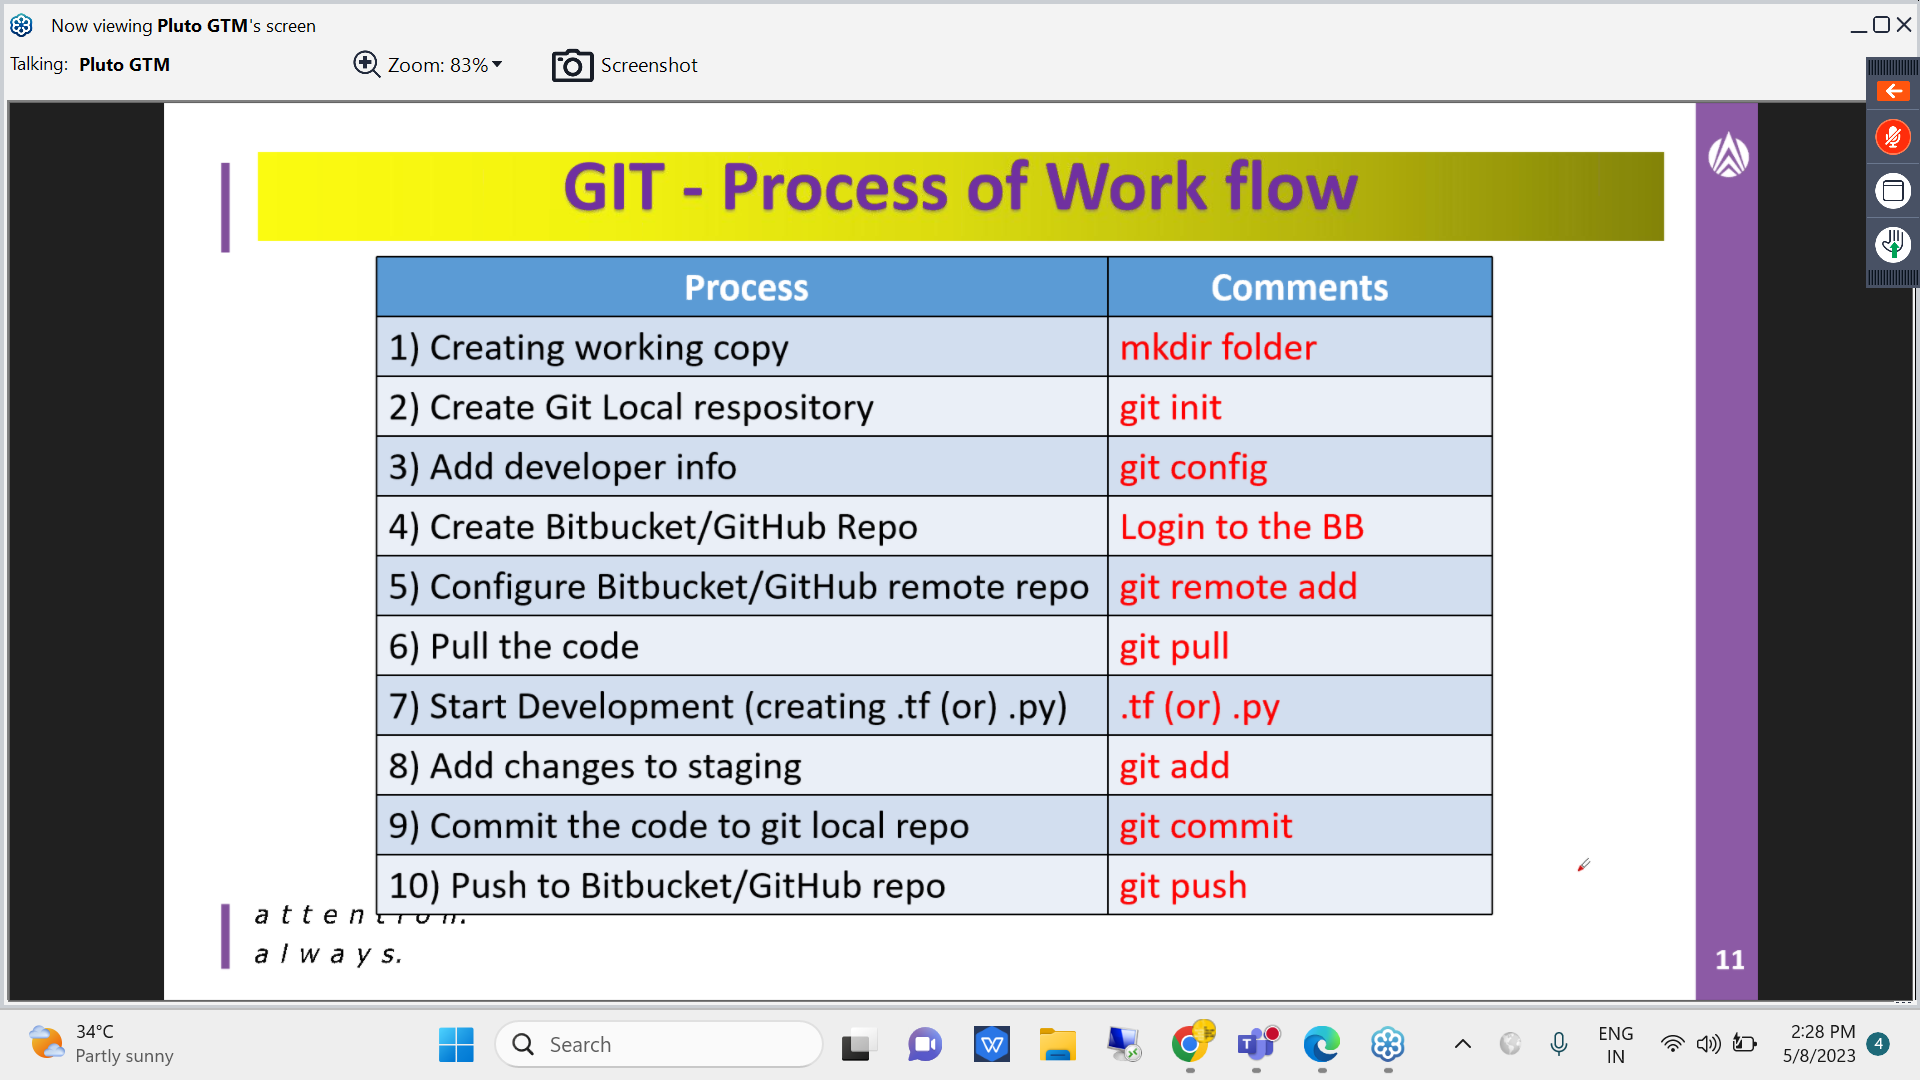 Now viewing Pluto GTM's screen
Talking: Pluto GTM
Zoom: 83%
Screenshot
GIT - Process of Work flow
Process Comments
1) Creating working copy mkdir folder
2) Create Git Local respository git init
3) Add developer info git config
4) Create Bitbucket/GitHub Repo Login to the BB
5) Configure Bitbucket/GitHub remote repo git remote add
6) Pull the code git pull
7) Start Development (creating .tf (or) .py) .tf (or) .py
8) Add changes to staging git add
9) Commit the code to git local repo git commit
10) Push to Bitbucket/GitHub repo git push
attention.
always.
11
34°C
Partly sunny
Search
ENG
IN
2:28 PM
5/8/2023
4